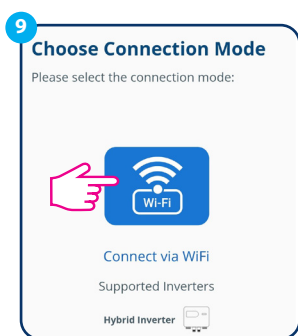 9
Choose Connection Mode
Please select the connection mode:
Wi-Fi
Connect via WiFi
Supported Inverters
Hybrid Inverter